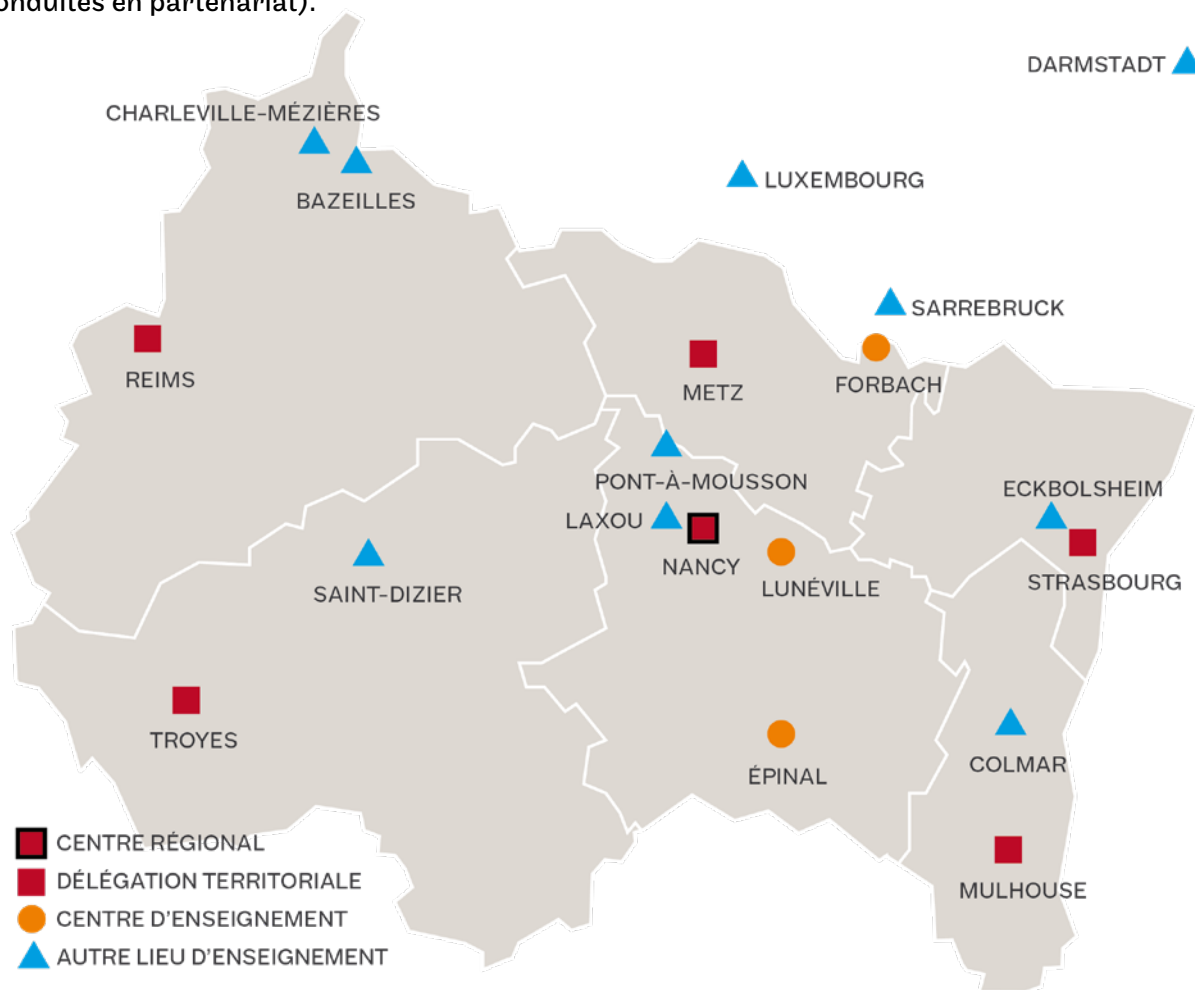 onduites en partenariat).
DARMSTADT
CHARLEVILLE-MÉZIÈRES
LUXEMBOURG
BAZEILLES
SARREBRUCK
REIMS
METZ
FORBACH
PONT-À-MOUSSON
ECKBOLSHEIM
LAXOU
NANCY
LUNÉVILLE
STRASBOURG
SAINT-DIZIER
TROYES
COLMAR
ÉPINAL
CENTRE RÉGIONAL
DÉLÉGATION TERRITORIALE
MULHOUSE
CENTRE D'ENSEIGNEMENT
AUTRE LIEU D'ENSEIGNEMENT